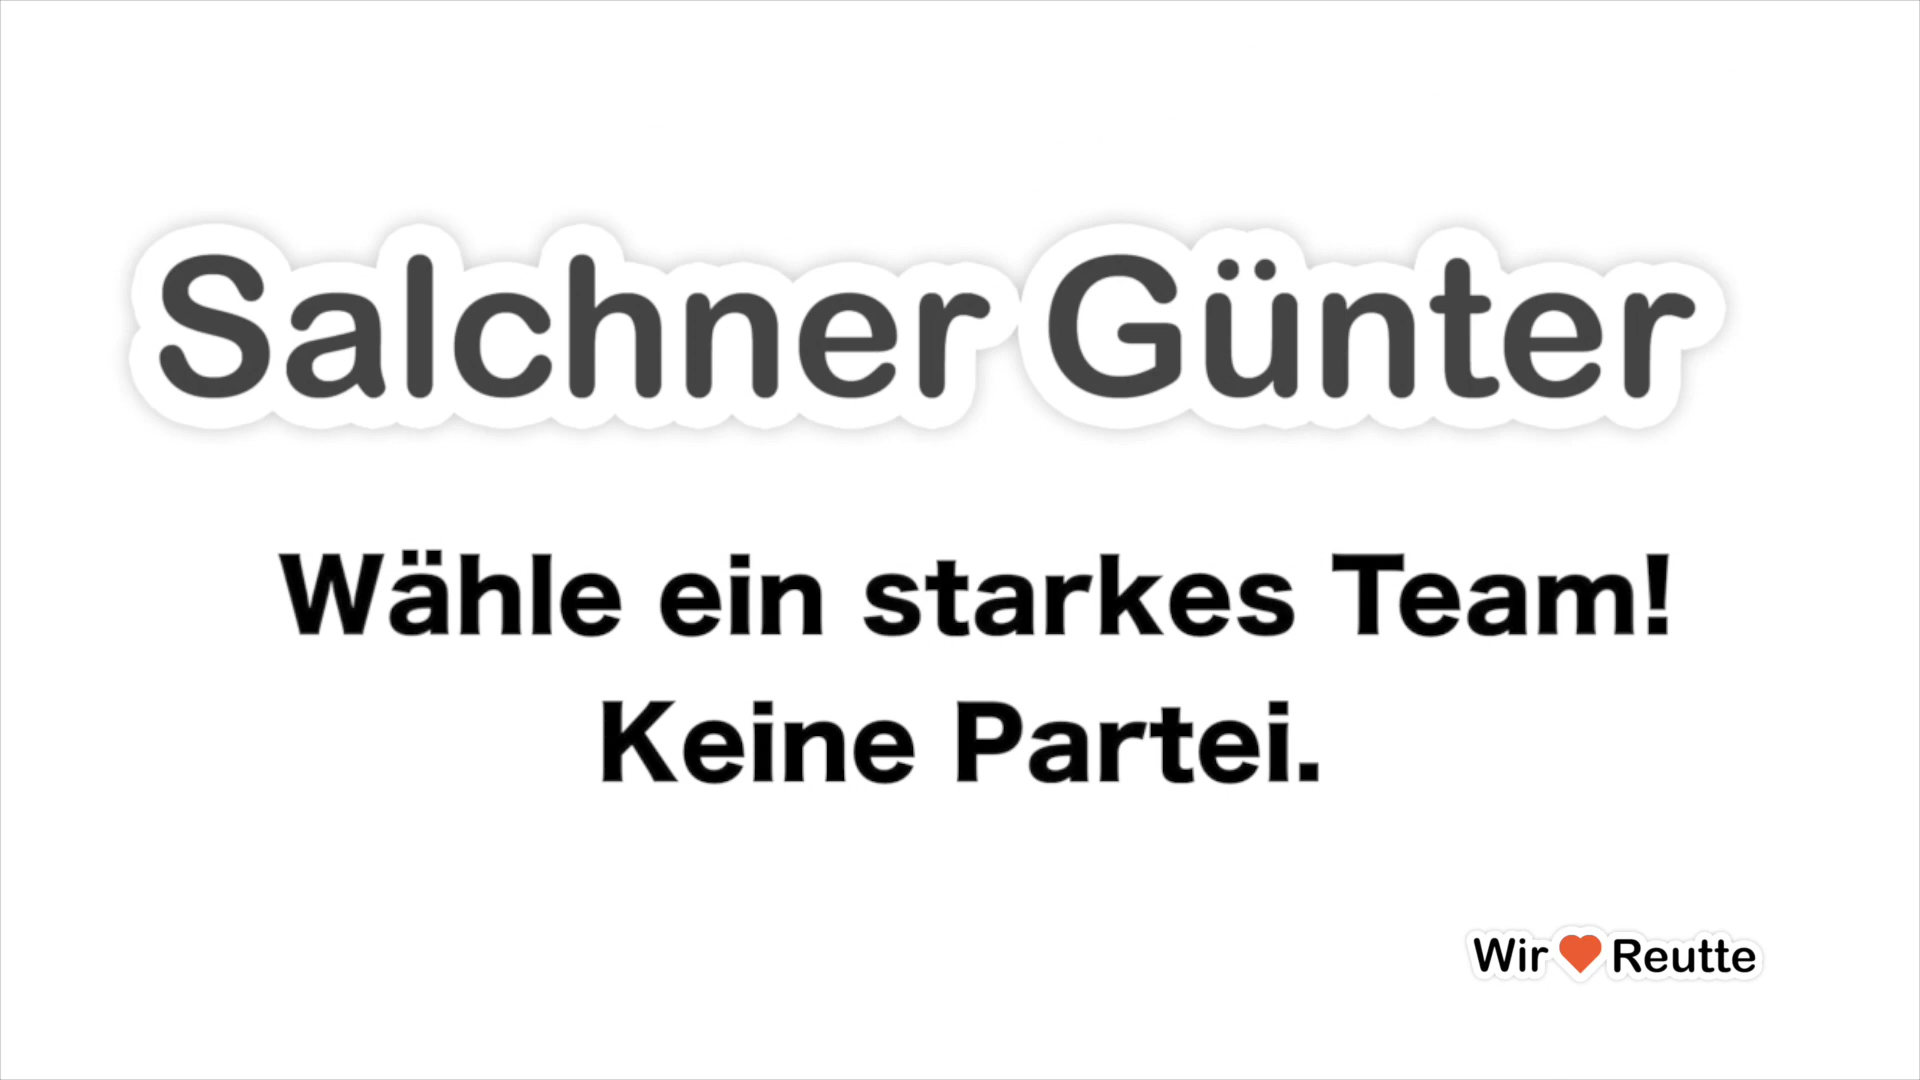 Salchner Günter
Wähle ein starkes Team!
Keine Partei.
Wir ❤ Reutte